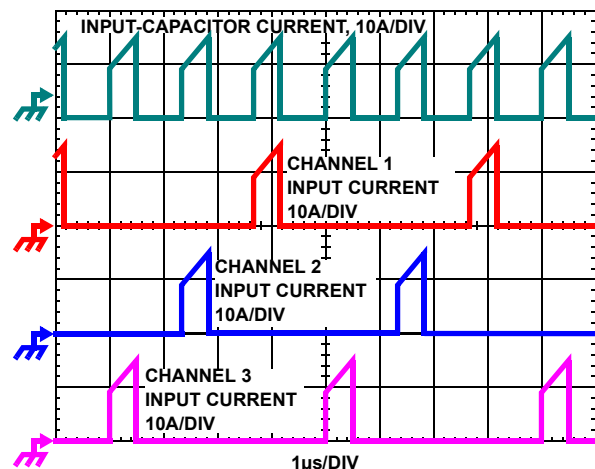 INPUT-CAPACITOR CURRENT, 10A/DIV
CHANNEL 1
INPUT CURRENT
10A/DIV
CHANNEL 2
INPUT CURRENT
10A/DIV
CHANNEL 3
INPUT CURRENT
10A/DIV
1µs/DIV